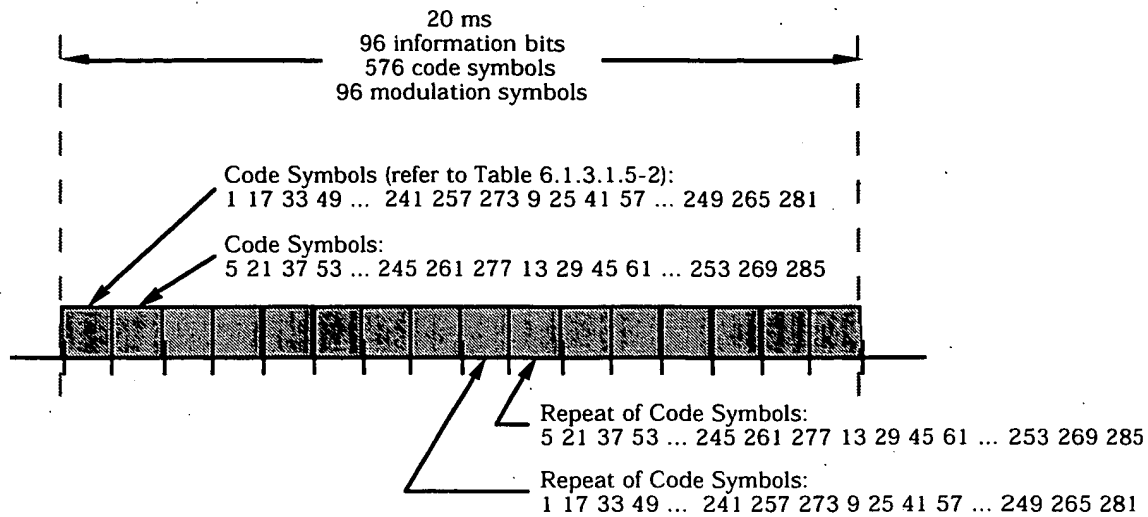 20 ms
96 information bits
576 code symbols
96 modulation symbols
Code Symbols (refer to Table 6.1.3.1.5-2):
1 17 33 49 ... 241 257 273 9 25 41 57 ... 249 265 281
Code Symbols:
5 21 37 53 ... 245 261 277 13 29 45 61 ... 253 269 285
Repeat of Code Symbols:
5 21 37 53 ... 245 261 277 13 29 45 61 ... 253 269 285
Repeat of Code Symbols:
1 17 33 49 ... 241 257 273 9 25 41 57 ... 249 265 281